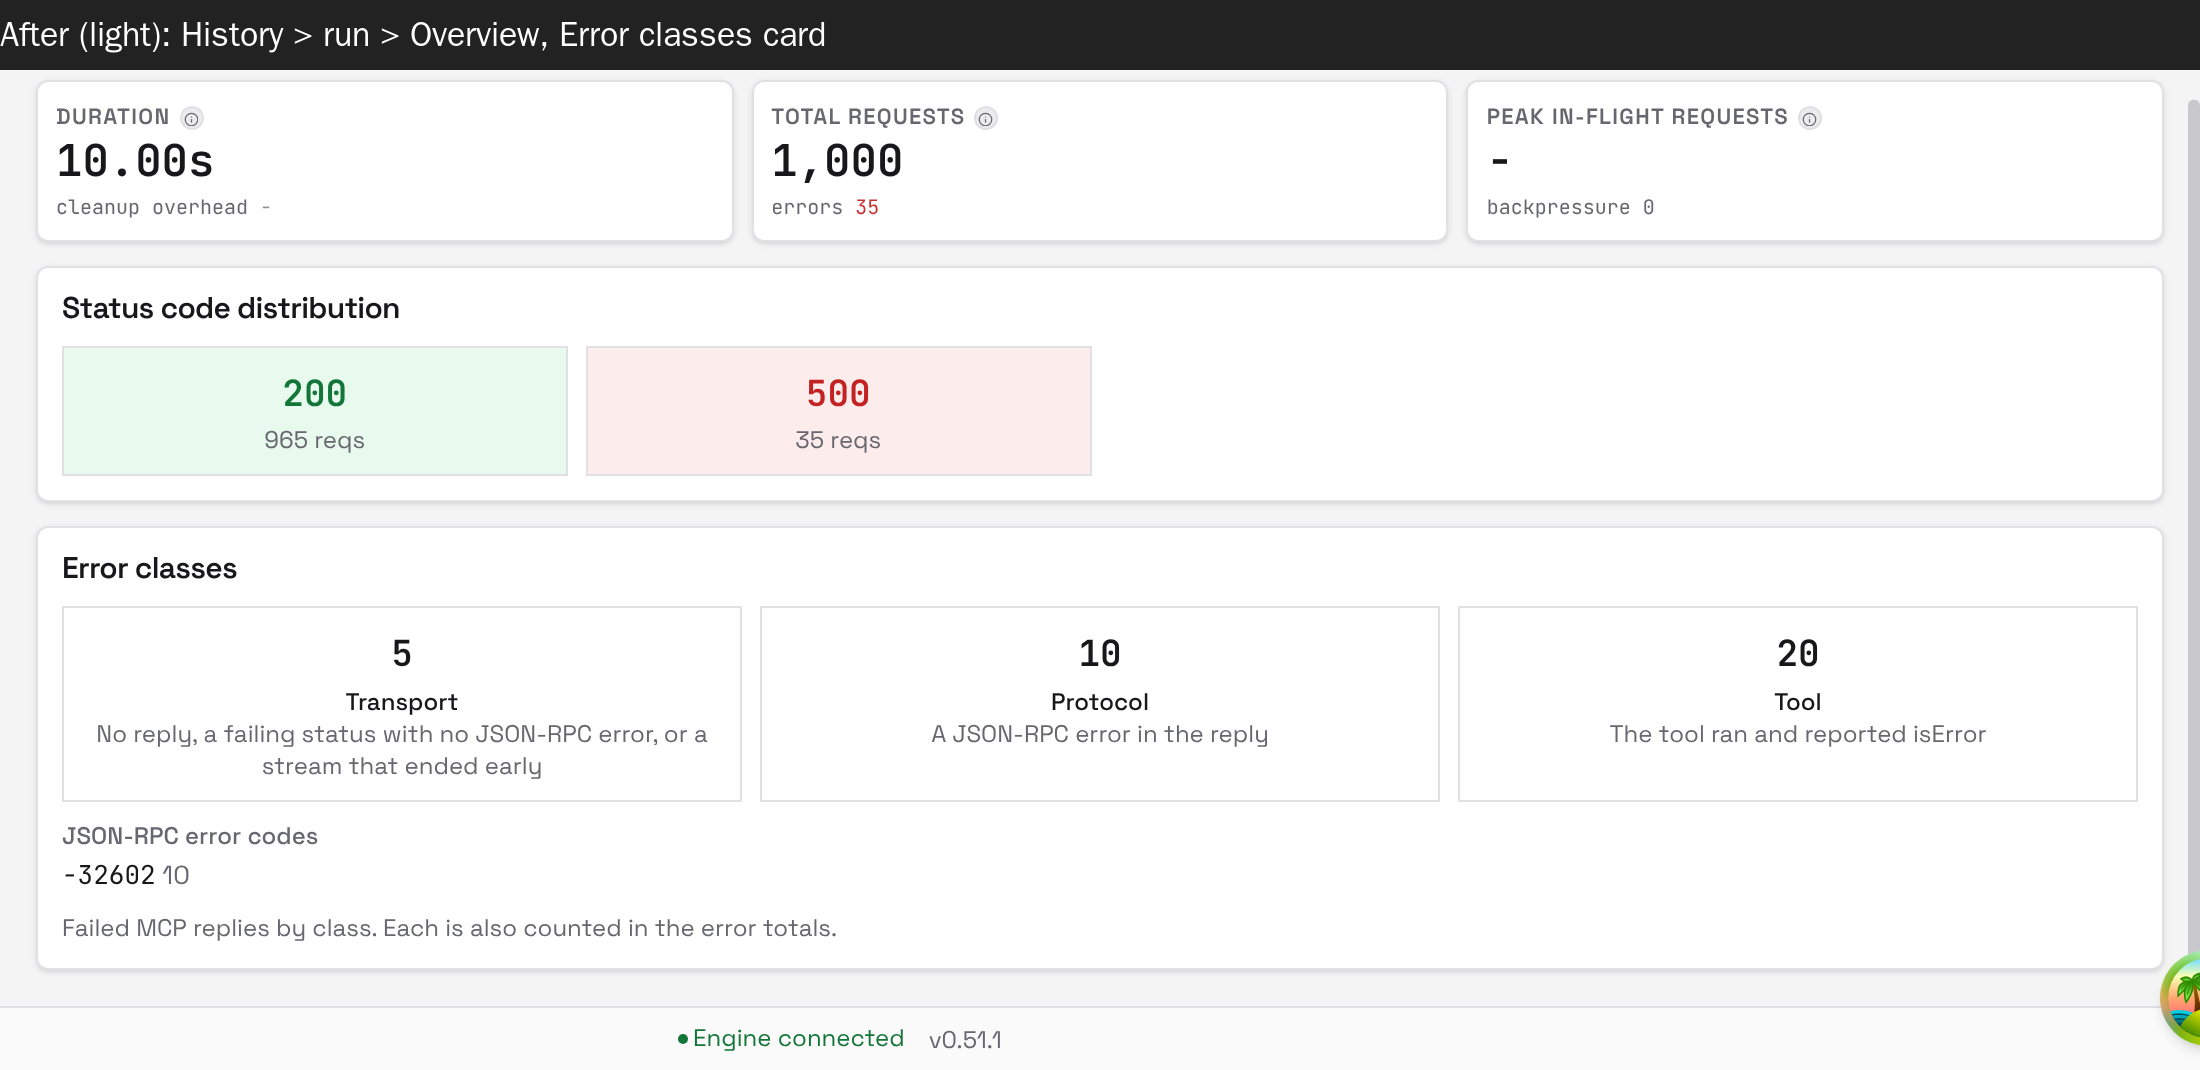 After (light): History > run > Overview, Error classes card
DURATION
10.00s
cleanup overhead -
TOTAL REQUESTS
1,000
errors 35
PEAK IN-FLIGHT REQUESTS
-
backpressure 0
Status code distribution
200
965 reqs
500
35 reqs
Error classes
5
Transport
No reply, a failing status with no JSON-RPC error, or a
stream that ended early
10
Protocol
A JSON-RPC error in the reply
20
Tool
The tool ran and reported isError
JSON-RPC error codes
-32602 10
Failed MCP replies by class. Each is also counted in the error totals.
Engine connected v0.51.1